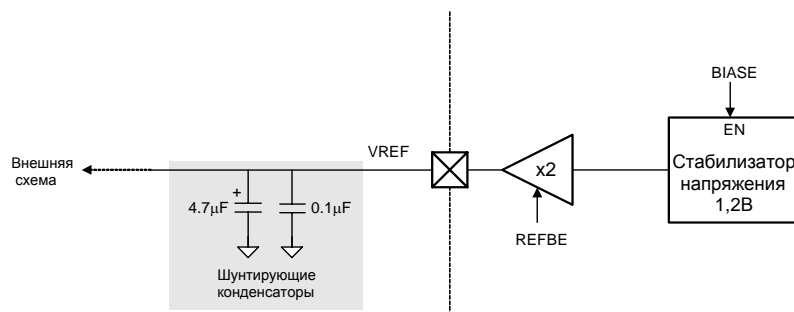 BIASE
EN
Стабилизатор
напряжения
1,2В
VREF
x2
REFBE
Внешняя
схема
+
4.7µF
0.1µF
Шунтирующие
конденсаторы